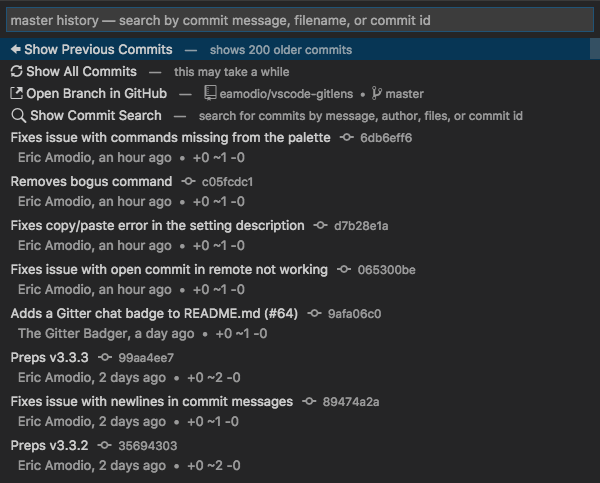 master history — search by commit message, filename, or commit id
Show Previous Commits — shows 200 older commits
Show All Commits — this may take a while
Open Branch in GitHub — eamodio/vscode-gitlens • master
Show Commit Search — search for commits by message, author, files, or commit id
Fixes issue with commands missing from the palette 6db6eff6
Eric Amodio, an hour ago • +0 ~1 -0
Removes bogus command c05fcdc1
Eric Amodio, an hour ago • +0 ~1 -0
Fixes copy/paste error in the setting description d7b28e1a
Eric Amodio, an hour ago • +0 ~1 -0
Fixes issue with open commit in remote not working 065300be
Eric Amodio, an hour ago • +0 ~1 -0
Adds a Gitter chat badge to README.md (#64) 9afa06c0
The Gitter Badger, a day ago • +0 ~1 -0
Preps v3.3.3 99aa4ee7
Eric Amodio, 2 days ago • +0 ~2 -0
Fixes issue with newlines in commit messages 89474a2a
Eric Amodio, 2 days ago • +0 ~1 -0
Preps v3.3.2 35694303
Eric Amodio, 2 days ago • +0 ~2 -0